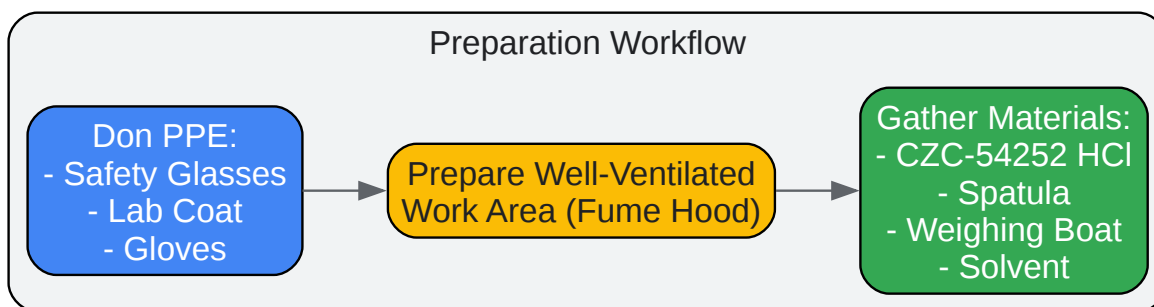 Preparation Workflow
Don PPE:
- Safety Glasses
- Lab Coat
- Gloves
Prepare Well-Ventilated
Work Area (Fume Hood)
Gather Materials:
- CZC-54252 HCl
- Spatula
- Weighing Boat
- Solvent